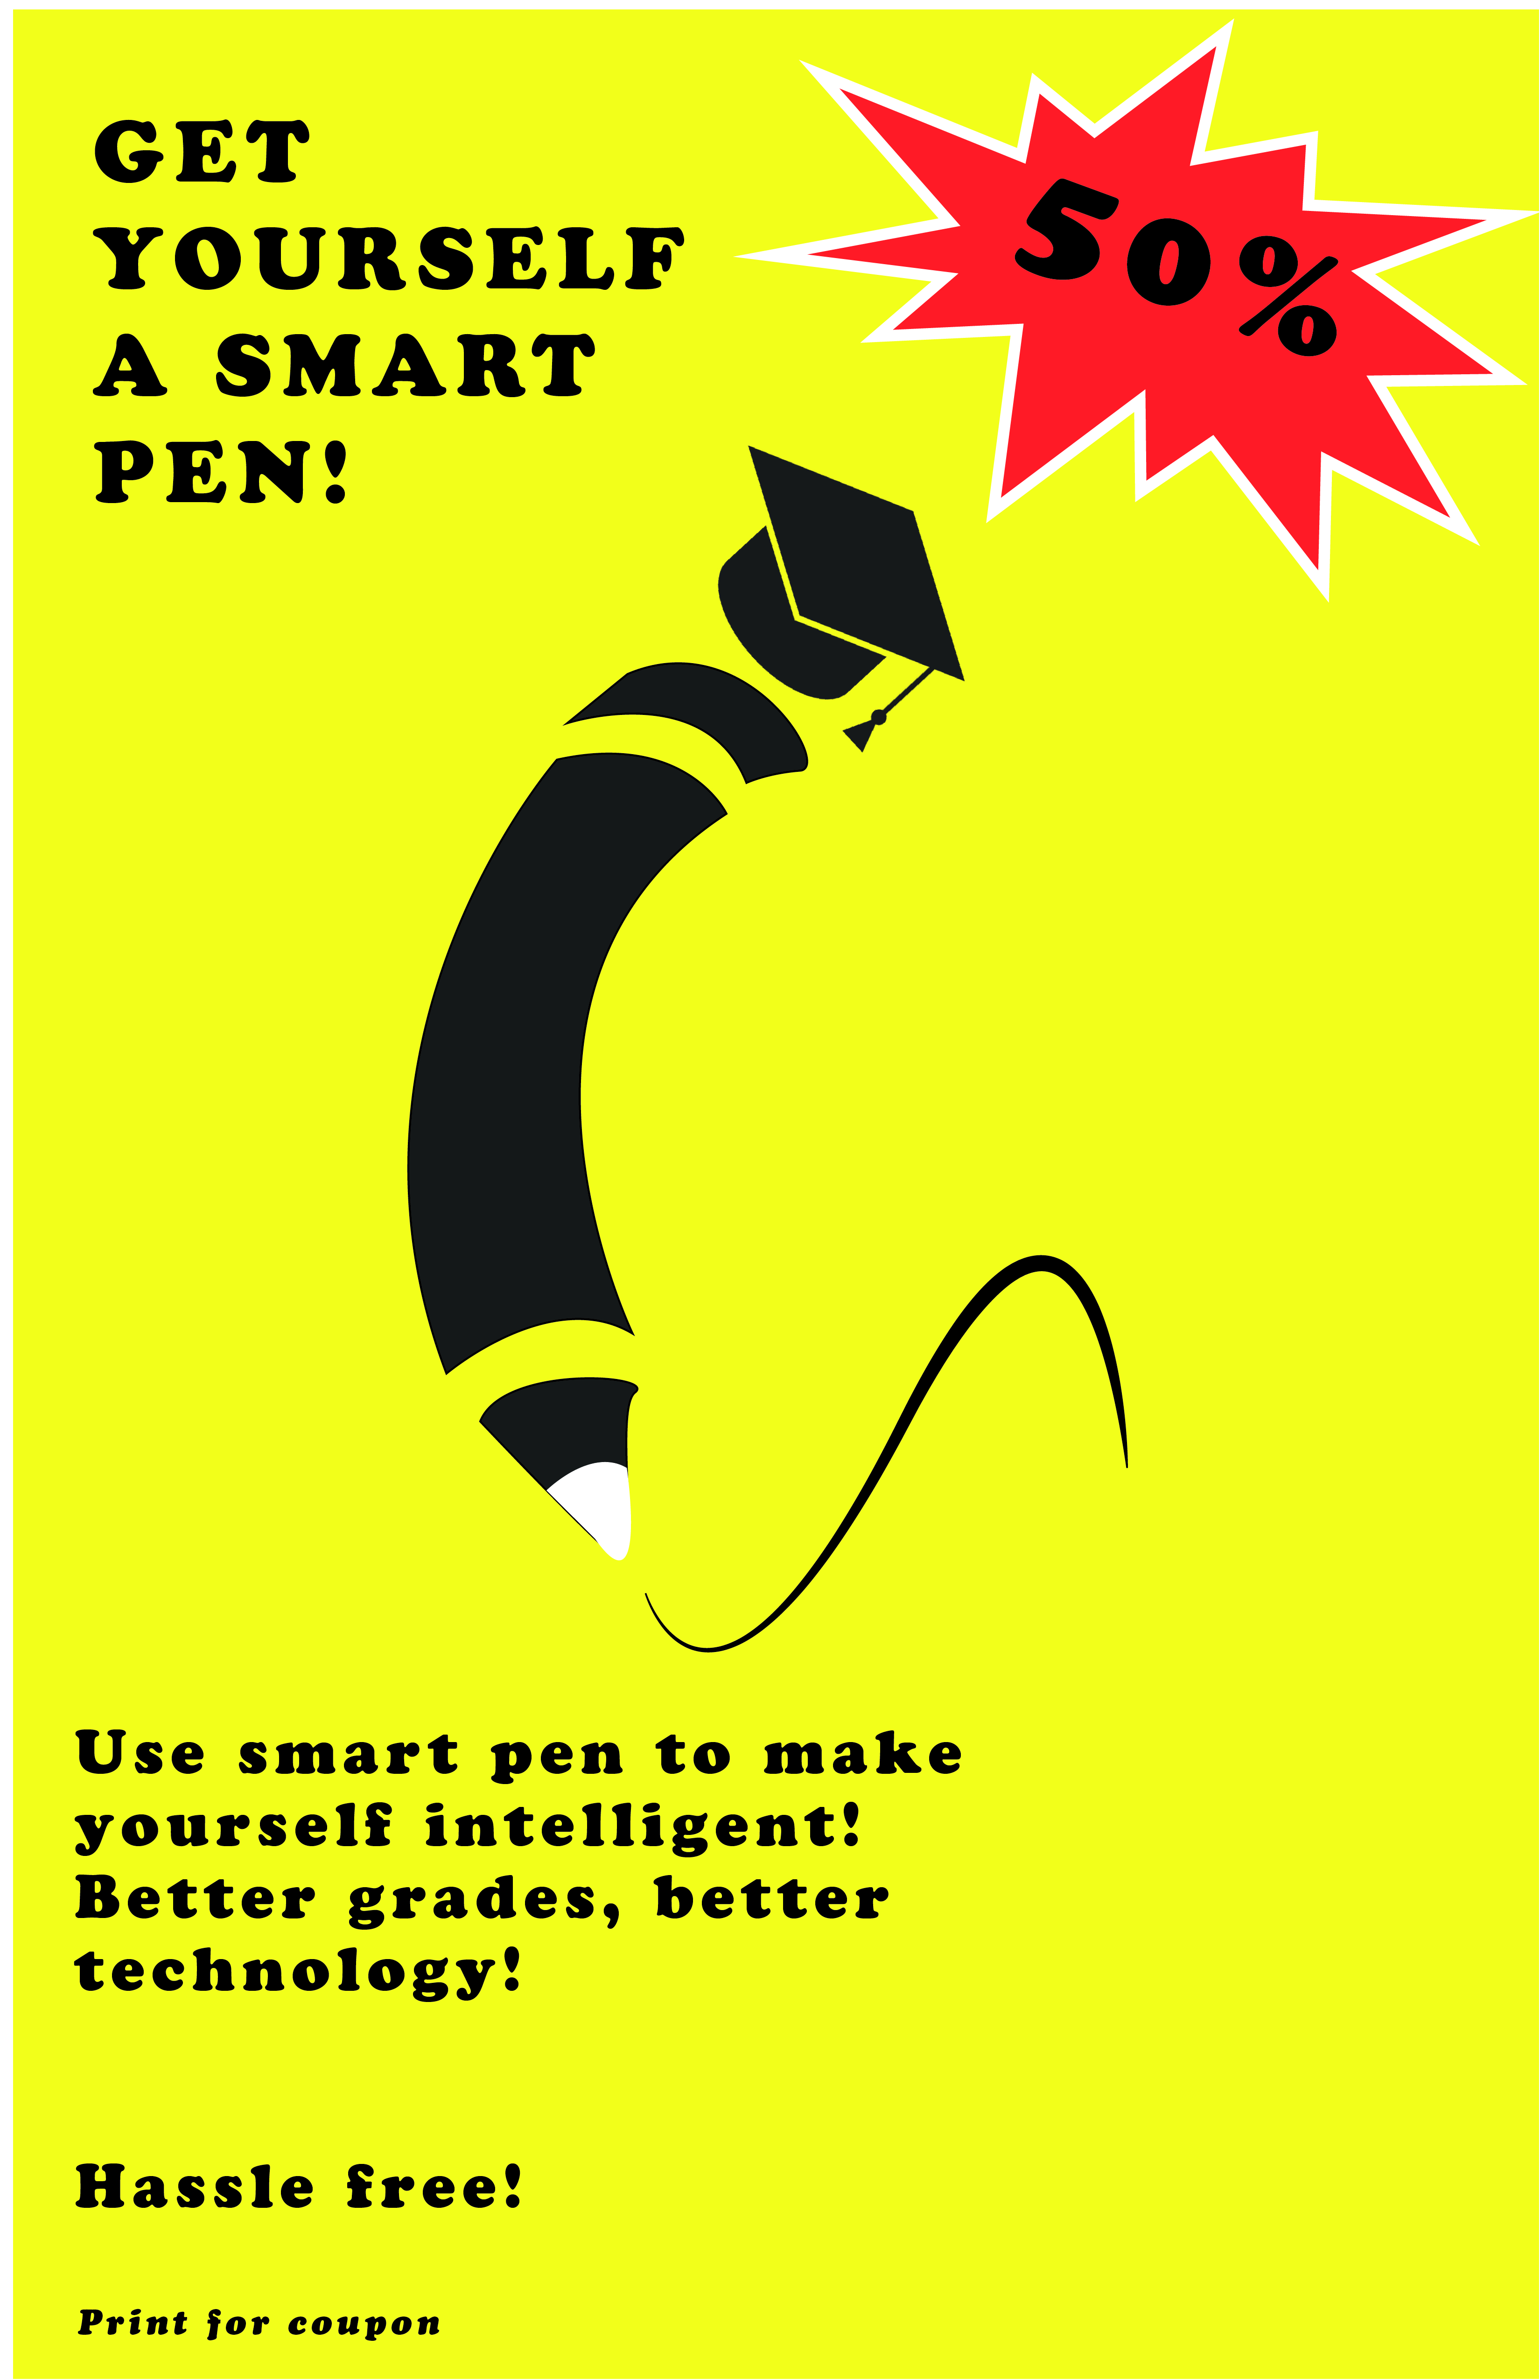 GET
YOURSELF
A SMART
PEN!
50%
Use smart pen to make
yourself intelligent!
Better grades, better
technology!
Hassle free!
Print for coupon